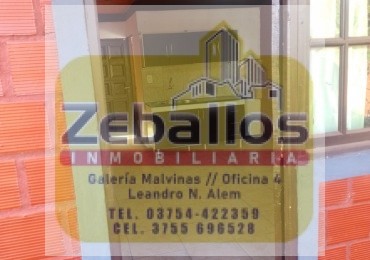 Zeballos
INMOBILIARIA
Galería Malvinas // Oficina 4
Leandro N. Alem
TEL. 03754-422359
CEL. 3755 696528